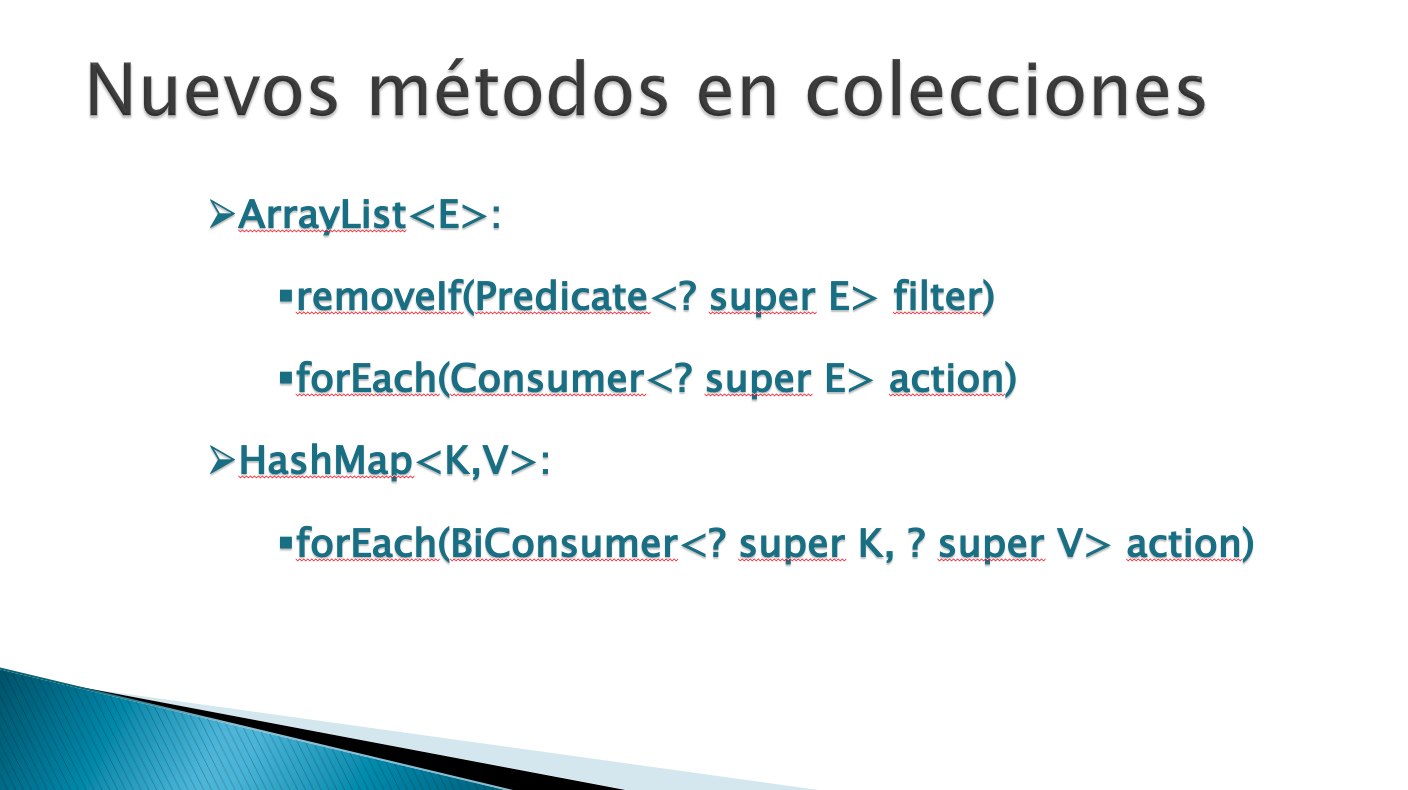 Nuevos métodos en colecciones
➢ArrayList<E>:
▪removeIf(Predicate<? super E> filter)
▪forEach(Consumer<? super E> action)
➢HashMap<K,V>:
▪forEach(BiConsumer<? super K, ? super V> action)